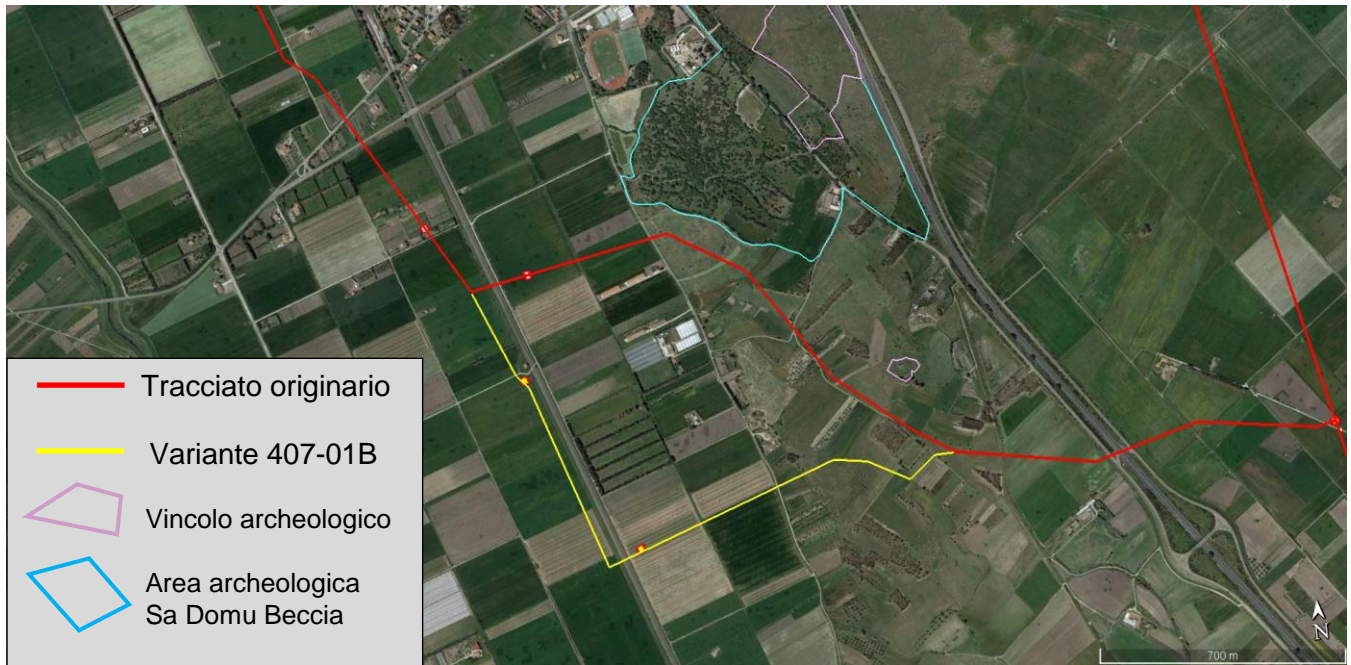 Tracciato originario
Variante 407-01B
Vincolo archeologico
Area archeologica
Sa Domu Beccia
N
700 m